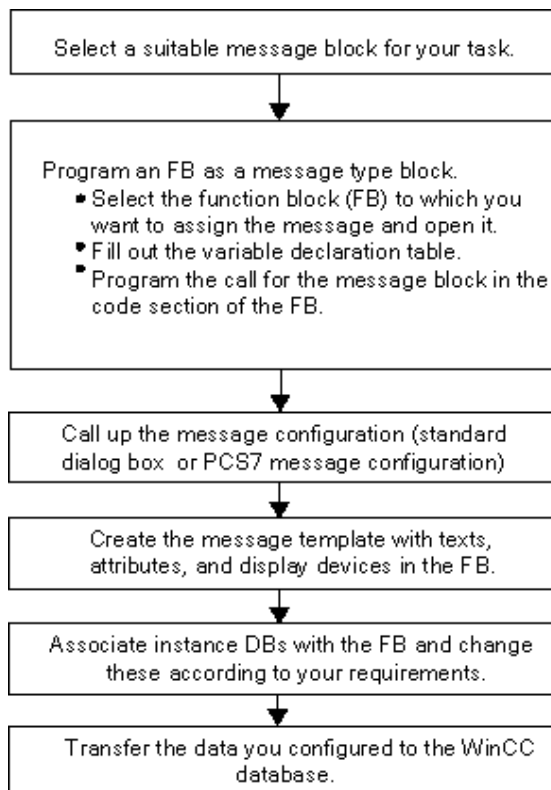 Select a suitable message block for your task.
Program an FB as a message type block.
• Select the function block (FB) to which you
want to assign the message and open it.
• Fill out the variable declaration table.
• Program the call for the message block in the
code section of the FB.
Call up the message configuration (standard
dialog box or PCS7 message configuration)
Create the message template with texts,
attributes, and display devices in the FB.
Associate instance DBs with the FB and change
these according to your requirements.
Transfer the data you configured to the WinCC
database.